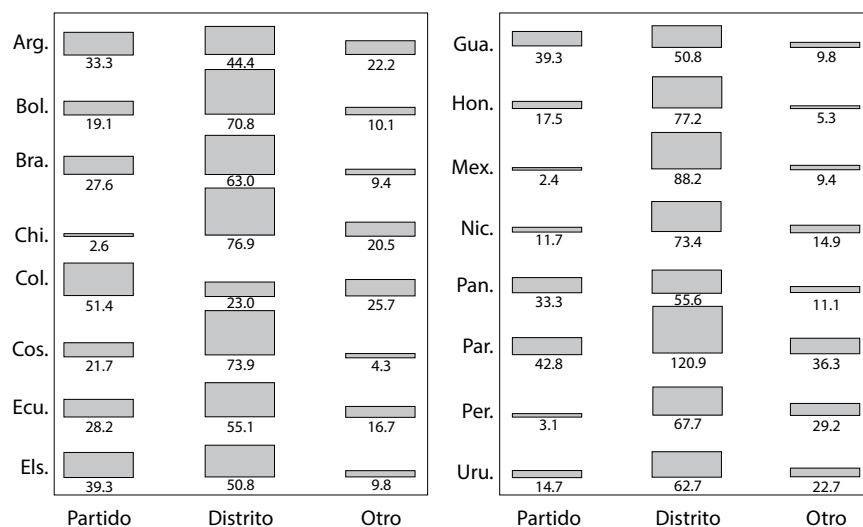 Arg.
33.3 44.4 22.2
Bol.
19.1 70.8 10.1
Bra.
27.6 63.0 9.4
Chi.
2.6 76.9 20.5
Col.
51.4 23.0 25.7
Cos.
21.7 73.9 4.3
Ecu.
28.2 55.1 16.7
Els.
39.3 50.8 9.8
Partido Distrito Otro
Gua.
39.3 50.8 9.8
Hon.
17.5 77.2 5.3
Mex.
2.4 88.2 9.4
Nic.
11.7 73.4 14.9
Pan.
33.3 55.6 11.1
Par.
42.8 120.9 36.3
Per.
3.1 67.7 29.2
Uru.
14.7 62.7 22.7
Partido Distrito Otro